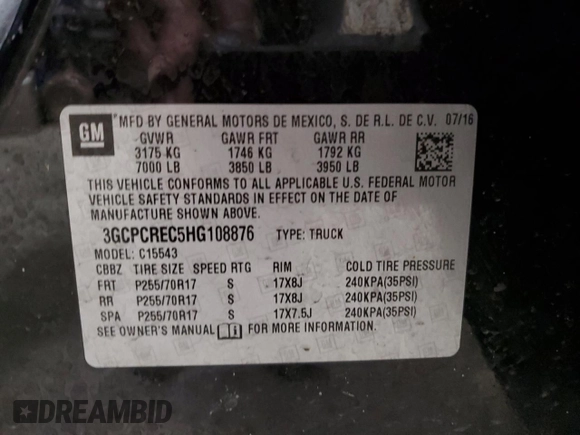 GM *MFD BY GENERAL MOTORS DE MEXICO, S. DE R.L. DE C.V. 07/16
GVWR GAWR FRT GAWR RR
3175 KG 1746 KG 1792 KG
7000 LB 3850 LB 3950 LB
THIS VEHICLE CONFORMS TO ALL APPLICABLE U.S. FEDERAL MOTOR
VEHICLE SAFETY STANDARDS IN EFFECT ON THE DATE OF
MANUFACTURE SHOWN ABOVE.
3GCPCREC5HG108876 TYPE: TRUCK
MODEL: C15543
CBBZ TIRE SIZE SPEED RTG RIM COLD TIRE PRESSURE
FRT P255/70R17 S 17X8J 240KPA(35PSI)
RR P255/70R17 S 17X8J 240KPA(35PSI)
SPA P255/70R17 S 17X7.5J 240KPA(35PSI)
SEE OWNER'S MANUAL FOR MORE INFORMATION.
DREAMBID